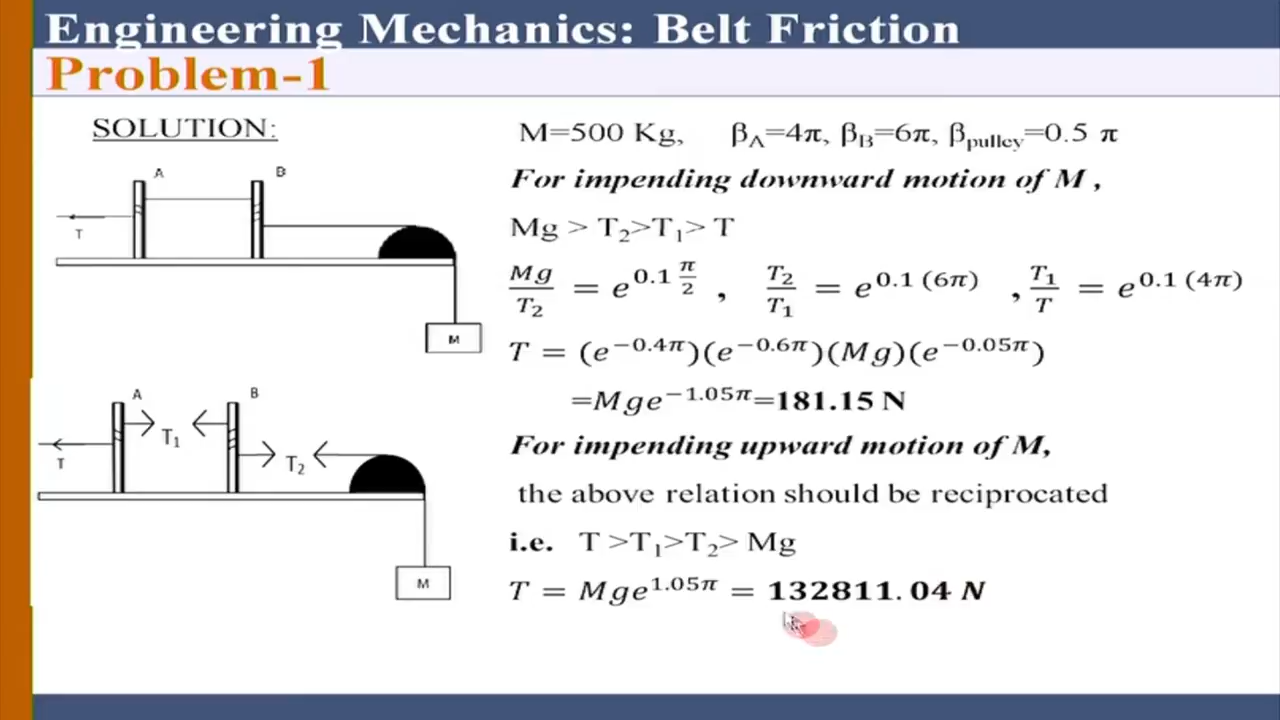 Engineering Mechanics: Belt Friction
Problem-1
SOLUTION:
A B
T
M
A B
T₁
T T₂
M
M=500 Kg, β_A=4π, β_B=6π, β_pulley=0.5 π
For impending downward motion of M ,
Mg > T₂>T₁> T
Mg/T₂ = e^(0.1 π/2) , T₂/T₁ = e^(0.1 (6π)) , T₁/T = e^(0.1 (4π))
T = (e^(−0.4π))(e^(−0.6π))(Mg)(e^(−0.05π))
=Mge^(−1.05π)=181.15 N
For impending upward motion of M,
the above relation should be reciprocated
i.e. T >T₁>T₂> Mg
T = Mge^(1.05π) = 132811.04 N